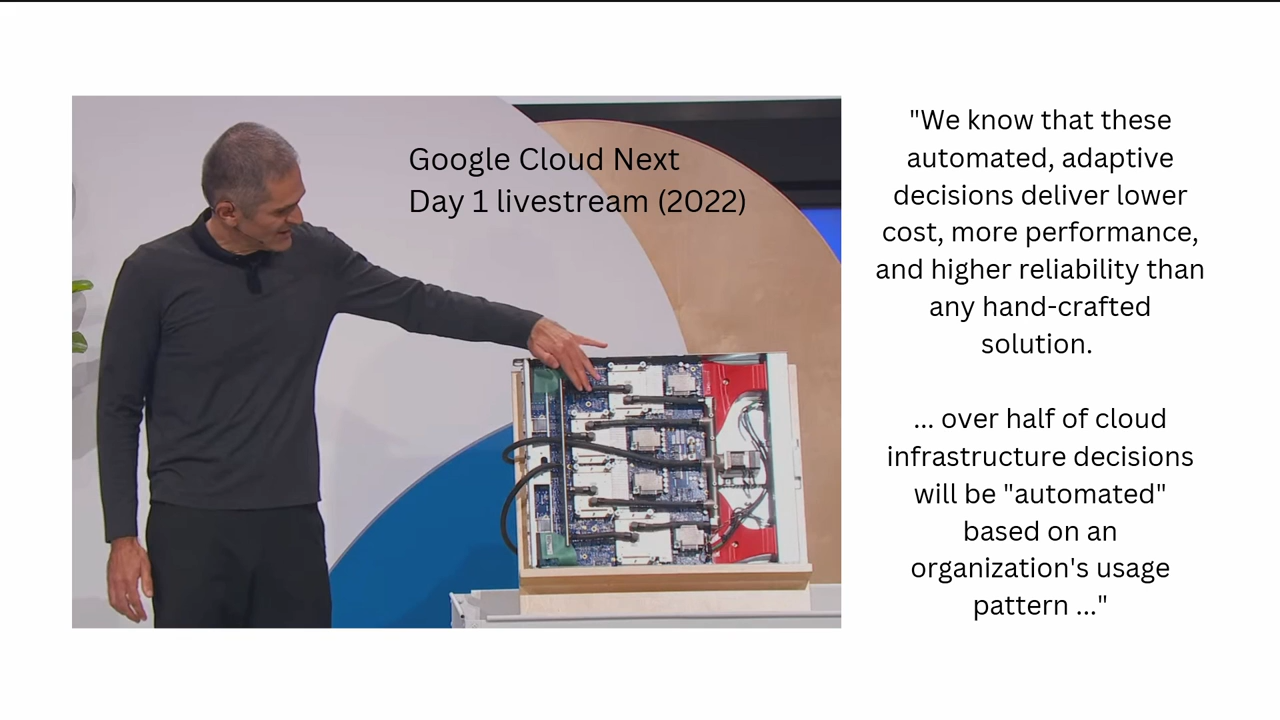 Google Cloud Next
Day 1 livestream (2022)
"We know that these
automated, adaptive
decisions deliver lower
cost, more performance,
and higher reliability than
any hand-crafted
solution.
... over half of cloud
infrastructure decisions
will be "automated"
based on an
organization's usage
pattern ..."